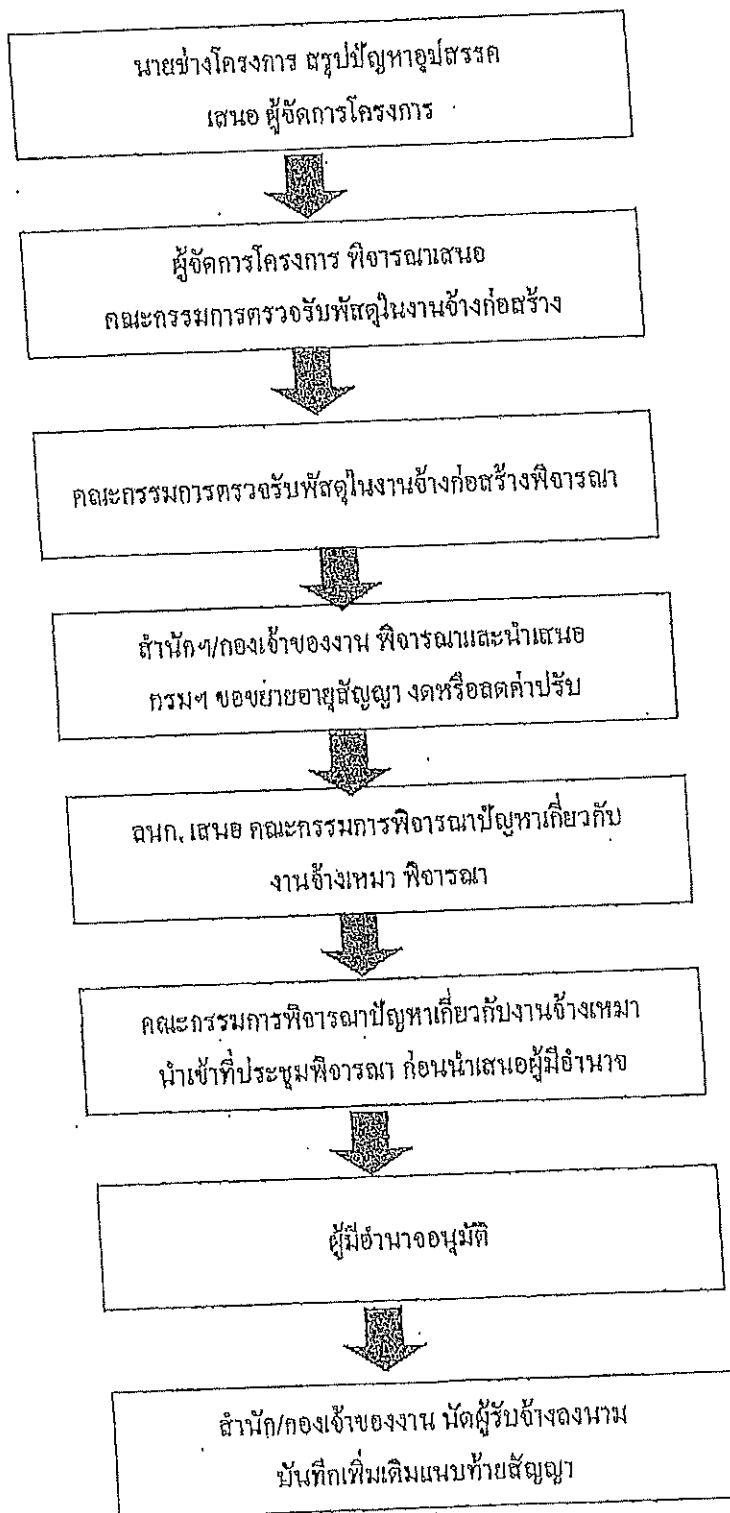 นายช่างโครงการ สรุปปัญหาอุปสรรค
เสนอ ผู้จัดการโครงการ
ผู้จัดการโครงการ พิจารณาเสนอ
คณะกรรมการตรวจรับพัสดุในงานจ้างก่อสร้าง
คณะกรรมการตรวจรับพัสดุในงานจ้างก่อสร้างพิจารณา
สำนักฯ/กองเจ้าของงาน พิจารณาและนำเสนอ
กรมฯ ขอขยายอายุสัญญา งดหรือลดค่าปรับ
ลนก. เสนอ คณะกรรมการพิจารณาปัญหาเกี่ยวกับ
งานจ้างเหมา พิจารณา
คณะกรรมการพิจารณาปัญหาเกี่ยวกับงานจ้างเหมา
นำเข้าที่ประชุมพิจารณา ก่อนนำเสนอผู้มีอำนาจ
ผู้มีอำนาจอนุมัติ
สำนัก/กองเจ้าของงาน นัดผู้รับจ้างลงนาม
บันทึกเพิ่มเติมแนบท้ายสัญญา